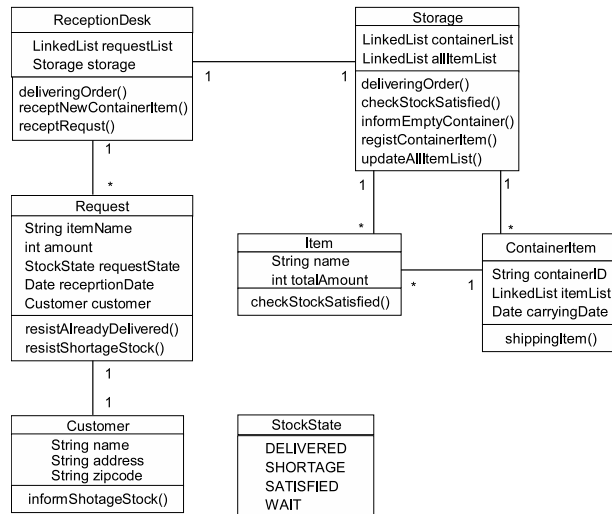 ReceptionDesk
LinkedList requestList
Storage storage
deliveringOrder()
receptNewContainerItem()
receptRequst()
1
1
Storage
LinkedList containerList
LinkedList allItemList
deliveringOrder()
checkStockSatisfied()
informEmptyContainer()
registContainerItem()
updateAllItemList()
1
*
1
*
1
*
Request
String itemName
int amount
StockState requestState
Date receprtionDate
Customer customer
resistAlreadyDelivered()
resistShortageStock()
Item
String name
int totalAmount
checkStockSatisfied()
*
1
ContainerItem
String containerID
LinkedList itemList
Date carryingDate
shippingItem()
1
1
Customer
String name
String address
String zipcode
informShotageStock()
StockState
DELIVERED
SHORTAGE
SATISFIED
WAIT